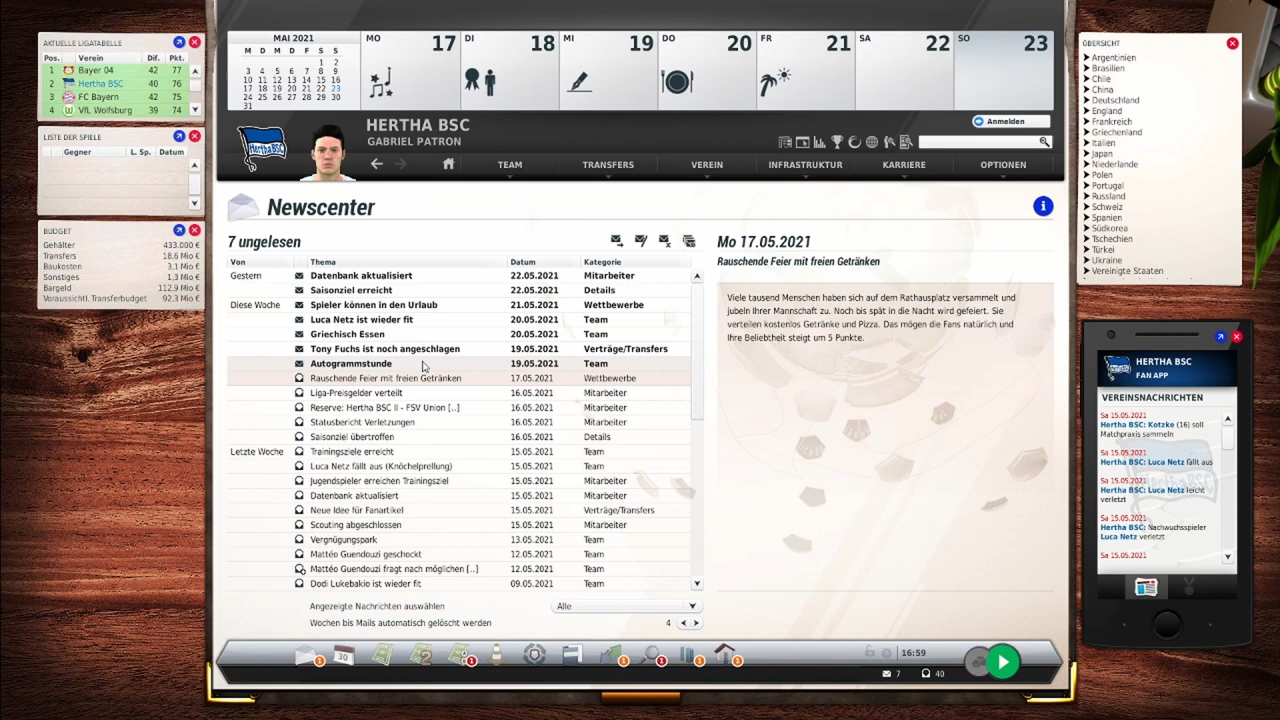 AKTUELLE LIGATABELLE
Pos. Verein Dif. Pkt.
1 Bayer 04 42 77
2 Hertha BSC 40 76
3 FC Bayern 42 75
4 VfL Wolfsburg 39 74
LISTE DER SPIELE
Gegner L. Sp. Datum
BUDGET
Gehälter 433.000 €
Transfers 18,6 Mio €
Baukosten 3,1 Mio €
Sonstiges 1,3 Mio €
Bargeld 112,9 Mio €
Voraussichtl. Transferbudget 92,3 Mio €
MAI 2021
M D M D F S S
1 2
3 4 5 6 7 8 9
10 11 12 13 14 15 16
17 18 19 20 21 22 23
24 25 26 27 28 29 30
31
MO 17
DI 18
MI 19
DO 20
FR 21
SA 22
SO 23
HERTHA BSC
GABRIEL PATRON
Anmelden
TEAM TRANSFERS VEREIN INFRASTRUKTUR KARRIERE OPTIONEN
Newscenter
7 ungelesen
Von Thema Datum Kategorie
Gestern Datenbank aktualisiert 22.05.2021 Mitarbeiter
Saisonziel erreicht 22.05.2021 Details
Diese Woche Spieler können in den Urlaub 21.05.2021 Wettbewerbe
Luca Netz ist wieder fit 20.05.2021 Team
Griechisch Essen 20.05.2021 Team
Tony Fuchs ist noch angeschlagen 19.05.2021 Verträge/Transfers
Autogrammstunde 19.05.2021 Team
Rauschende Feier mit freien Getränken 17.05.2021 Wettbewerbe
Liga-Preisgelder verteilt 16.05.2021 Mitarbeiter
Reserve: Hertha BSC II - FSV Union [..] 16.05.2021 Mitarbeiter
Statusbericht Verletzungen 16.05.2021 Mitarbeiter
Saisonziel übertroffen 16.05.2021 Details
Letzte Woche Trainingsziele erreicht 15.05.2021 Team
Luca Netz fällt aus (Knöchelprellung) 15.05.2021 Team
Jugendspieler erreichen Trainingsziel 15.05.2021 Team
Datenbank aktualisiert 15.05.2021 Mitarbeiter
Neue Idee für Fanartikel 15.05.2021 Verträge/Transfers
Scouting abgeschlossen 15.05.2021 Mitarbeiter
Vergnügungspark 13.05.2021 Team
Mattéo Guendouzi geschockt 12.05.2021 Team
Mattéo Guendouzi fragt nach möglichen [..] 12.05.2021 Team
Dodi Lukebakio ist wieder fit 09.05.2021 Team
Angezeigte Nachrichten auswählen Alle
Wochen bis Mails automatisch gelöscht werden 4
Mo 17.05.2021
Rauschende Feier mit freien Getränken
Viele tausend Menschen haben sich auf dem Rathausplatz versammelt und
jubeln Ihrer Mannschaft zu. Noch bis spät in die Nacht wird gefeiert. Sie
verteilen kostenlos Getränke und Pizza. Das mögen die Fans natürlich und
Ihre Beliebtheit steigt um 5 Punkte.
16:59
7 40
ÜBERSICHT
Argentinien
Brasilien
Chile
China
Deutschland
England
Frankreich
Griechenland
Italien
Japan
Niederlande
Polen
Portugal
Russland
Schweiz
Spanien
Südkorea
Tschechien
Türkei
Ukraine
Vereinigte Staaten
HERTHA BSC
FAN APP
VEREINSNACHRICHTEN
Sa 15.05.2021
Hertha BSC: Kotzke (16) soll
Matchpraxis sammeln
Sa 15.05.2021
Hertha BSC: Luca Netz fällt aus
Sa 15.05.2021
Hertha BSC: Luca Netz leicht
verletzt
Sa 15.05.2021
Hertha BSC: Nachwuchsspieler
Luca Netz verletzt
Sa 15.05.2021